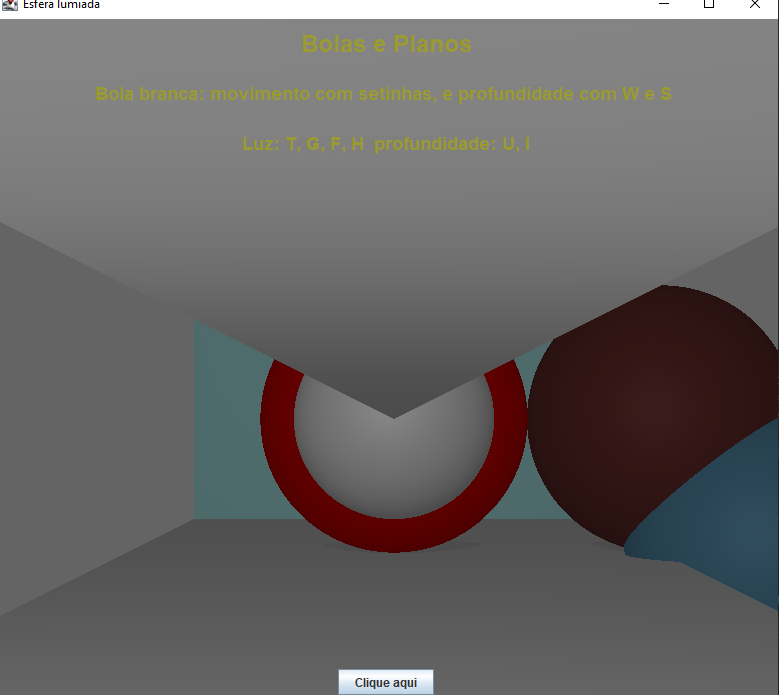 Esfera lumiada
Bolas e Planos
Bola branca: movimento com setinhas, e profundidade com W e S
Luz: T, G, F, H  profundidade: U, I
Clique aqui